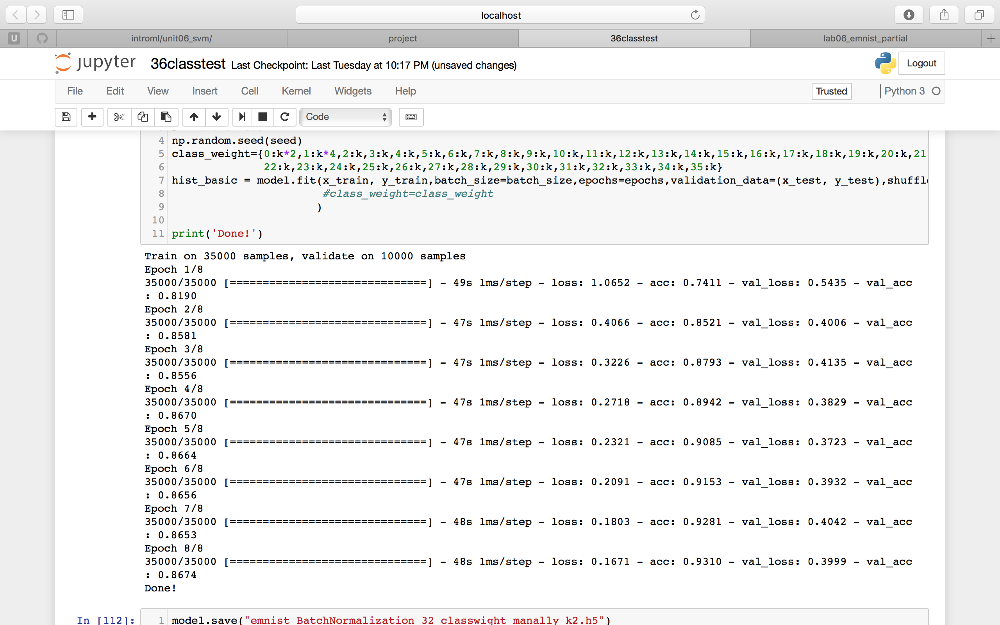 localhost
U
introml/unit06_svm/
project
36classtest
lab06_emnist_partial
jupyter 36classtest Last Checkpoint: Last Tuesday at 10:17 PM (unsaved changes)
Logout
File Edit View Insert Cell Kernel Widgets Help
Trusted
Python 3
Code
4 np.random.seed(seed)
5 class_weight={0:k*2,1:k*4,2:k,3:k,4:k,5:k,6:k,7:k,8:k,9:k,10:k,11:k,12:k,13:k,14:k,15:k,16:k,17:k,18:k,19:k,20:k,21
6 22:k,23:k,24:k,25:k,26:k,27:k,28:k,29:k,30:k,31:k,32:k,33:k,34:k,35:k}
7 hist_basic = model.fit(x_train, y_train,batch_size=batch_size,epochs=epochs,validation_data=(x_test, y_test),shuffl
8 #class_weight=class_weight
9 )
10
11 print('Done!')
Train on 35000 samples, validate on 10000 samples
Epoch 1/8
35000/35000 [==============================] - 49s 1ms/step - loss: 1.0652 - acc: 0.7411 - val_loss: 0.5435 - val_acc
: 0.8190
Epoch 2/8
35000/35000 [==============================] - 47s 1ms/step - loss: 0.4066 - acc: 0.8521 - val_loss: 0.4006 - val_acc
: 0.8581
Epoch 3/8
35000/35000 [==============================] - 47s 1ms/step - loss: 0.3226 - acc: 0.8793 - val_loss: 0.4135 - val_acc
: 0.8556
Epoch 4/8
35000/35000 [==============================] - 47s 1ms/step - loss: 0.2718 - acc: 0.8942 - val_loss: 0.3829 - val_acc
: 0.8670
Epoch 5/8
35000/35000 [==============================] - 47s 1ms/step - loss: 0.2321 - acc: 0.9085 - val_loss: 0.3723 - val_acc
: 0.8664
Epoch 6/8
35000/35000 [==============================] - 47s 1ms/step - loss: 0.2091 - acc: 0.9153 - val_loss: 0.3932 - val_acc
: 0.8656
Epoch 7/8
35000/35000 [==============================] - 48s 1ms/step - loss: 0.1803 - acc: 0.9281 - val_loss: 0.4042 - val_acc
: 0.8653
Epoch 8/8
35000/35000 [==============================] - 48s 1ms/step - loss: 0.1671 - acc: 0.9310 - val_loss: 0.3999 - val_acc
: 0.8674
Done!
In [112]: 1 model.save("emnist_BatchNormalization_32_classwight_manally_k2.h5")